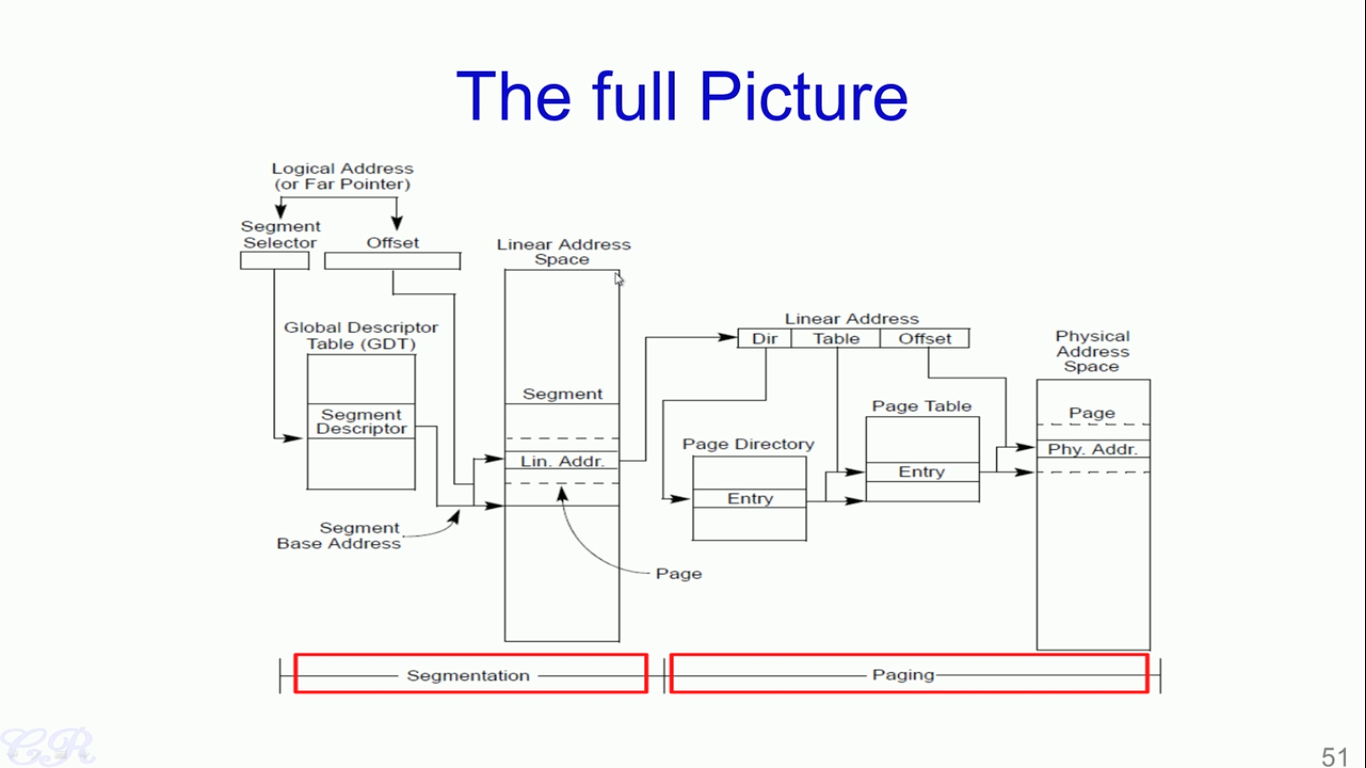 The full Picture
Logical Address
(or Far Pointer)
Segment
Selector
Offset
Linear Address
Space
Global Descriptor
Table (GDT)
Segment
Descriptor
Segment
Base Address
Segment
Lin. Addr.
Page
Linear Address
Dir
Table
Offset
Page Directory
Entry
Page Table
Entry
Physical
Address
Space
Page
Phy. Addr.
Segmentation
Paging
CR
51